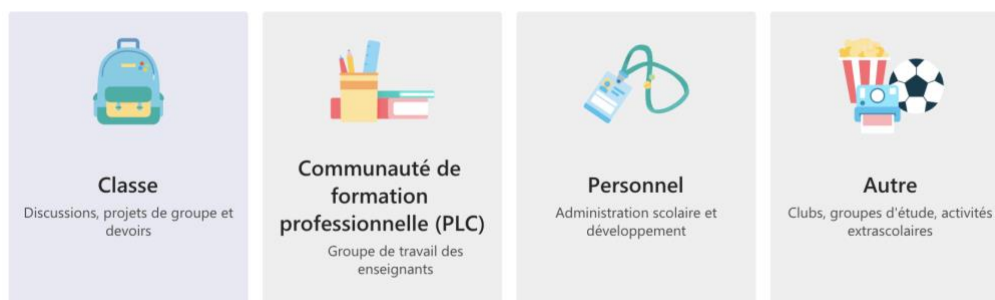 Classe
Discussions, projets de groupe et
devoirs
Communauté de
formation
professionnelle (PLC)
Groupe de travail des
enseignants
Personnel
Administration scolaire et
développement
Autre
Clubs, groupes d'étude, activités
extrascolaires